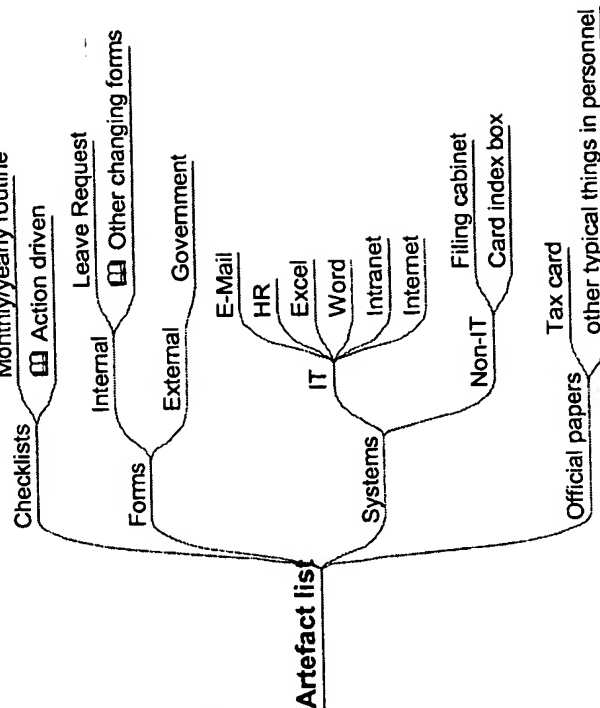 Artefact list
Checklists
Monthly/yearly routine
Action driven
Forms
Internal
Leave Request
Other changing forms
External
Government
Systems
IT
E-Mail
HR
Excel
Word
Intranet
Internet
Non-IT
Filing cabinet
Card index box
Official papers
Tax card
other typical things in personnel